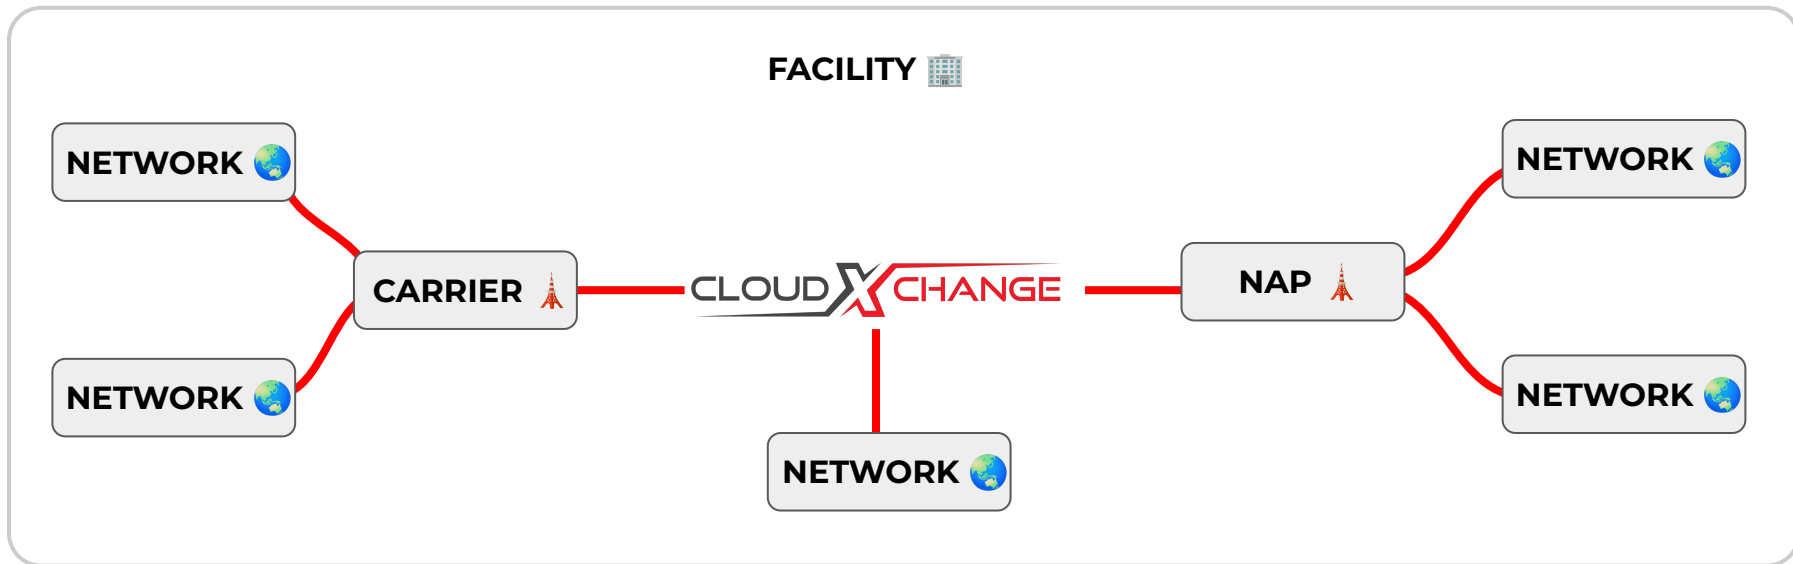 FACILITY 🏢
NETWORK 🌏
NETWORK 🌏
CARRIER 🗼
CLOUDXCHANGE
NAP 🗼
NETWORK 🌏
NETWORK 🌏
NETWORK 🌏